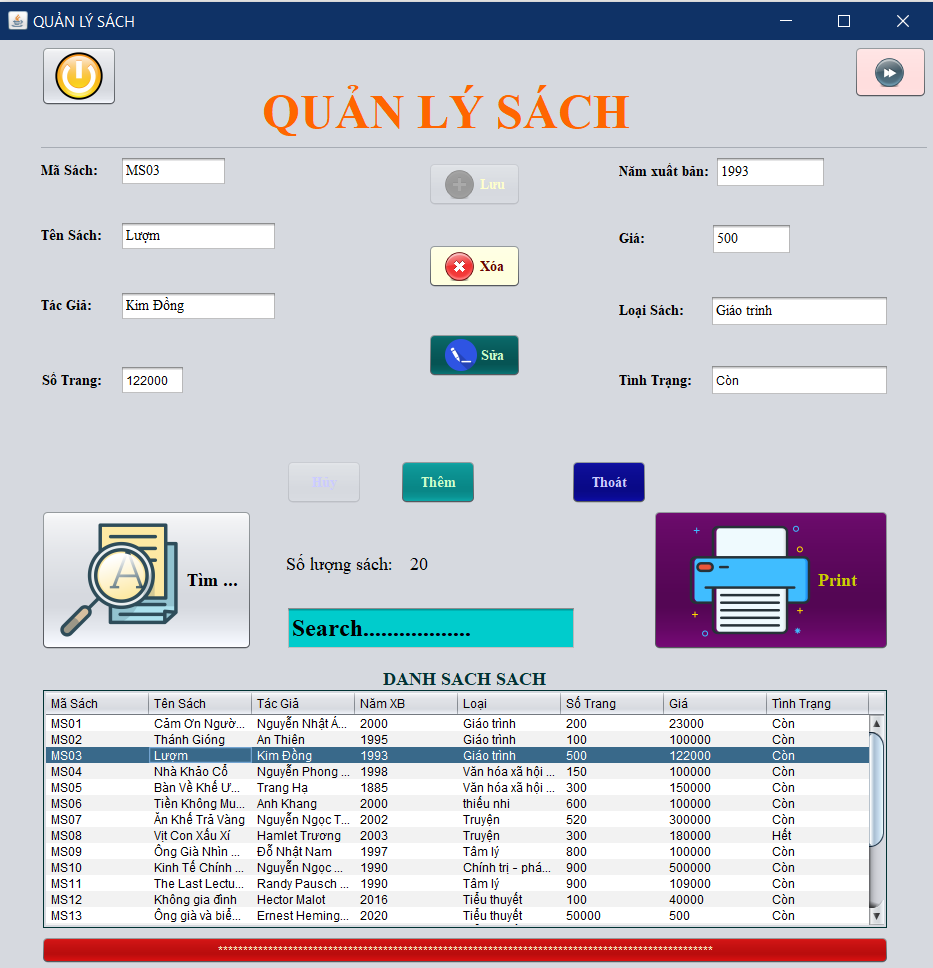 QUẢN LÝ SÁCH
QUẢN LÝ SÁCH
Mã Sách: MS03 Lưu Năm xuất bản: 1993
Tên Sách: Lượm Xóa Giá: 500
Tác Giả: Kim Đồng Loại Sách: Giáo trình
Số Trang: 122000 Sửa Tình Trạng: Còn
Hủy Thêm Thoát
Tìm ... Số lượng sách: 20 Print
Search..................
DANH SACH SACH
Mã Sách Tên Sách Tác Giả Năm XB Loại Số Trang Giá Tình Trạng
MS01 Cảm Ơn Ngườ... Nguyễn Nhật Á... 2000 Giáo trình 200 23000 Còn
MS02 Thánh Gióng An Thiên 1995 Giáo trình 100 100000 Còn
MS03 Lượm Kim Đồng 1993 Giáo trình 500 122000 Còn
MS04 Nhà Khảo Cổ Nguyễn Phong ... 1998 Văn hóa xã hội ... 150 100000 Còn
MS05 Bàn Về Khế Ư... Trang Hạ 1885 Văn hóa xã hội ... 300 150000 Còn
MS06 Tiền Không Mu... Anh Khang 2000 thiếu nhi 600 100000 Còn
MS07 Ăn Khế Trả Vàng Nguyễn Ngọc T... 2002 Truyện 520 300000 Còn
MS08 Vịt Con Xấu Xí Hamlet Trương 2003 Truyện 300 180000 Hết
MS09 Ông Già Nhìn ... Đỗ Nhật Nam 1997 Tâm lý 800 100000 Còn
MS10 Kinh Tế Chính ... Nguyễn Ngọc ... 1990 Chính trị – phá... 900 500000 Còn
MS11 The Last Lectu... Randy Pausch ... 1990 Tâm lý 900 109000 Còn
MS12 Không gia đình Hector Malot 2016 Tiểu thuyết 100 40000 Còn
MS13 Ông già và biể... Ernest Heming... 2020 Tiểu thuyết 50000 500 Còn